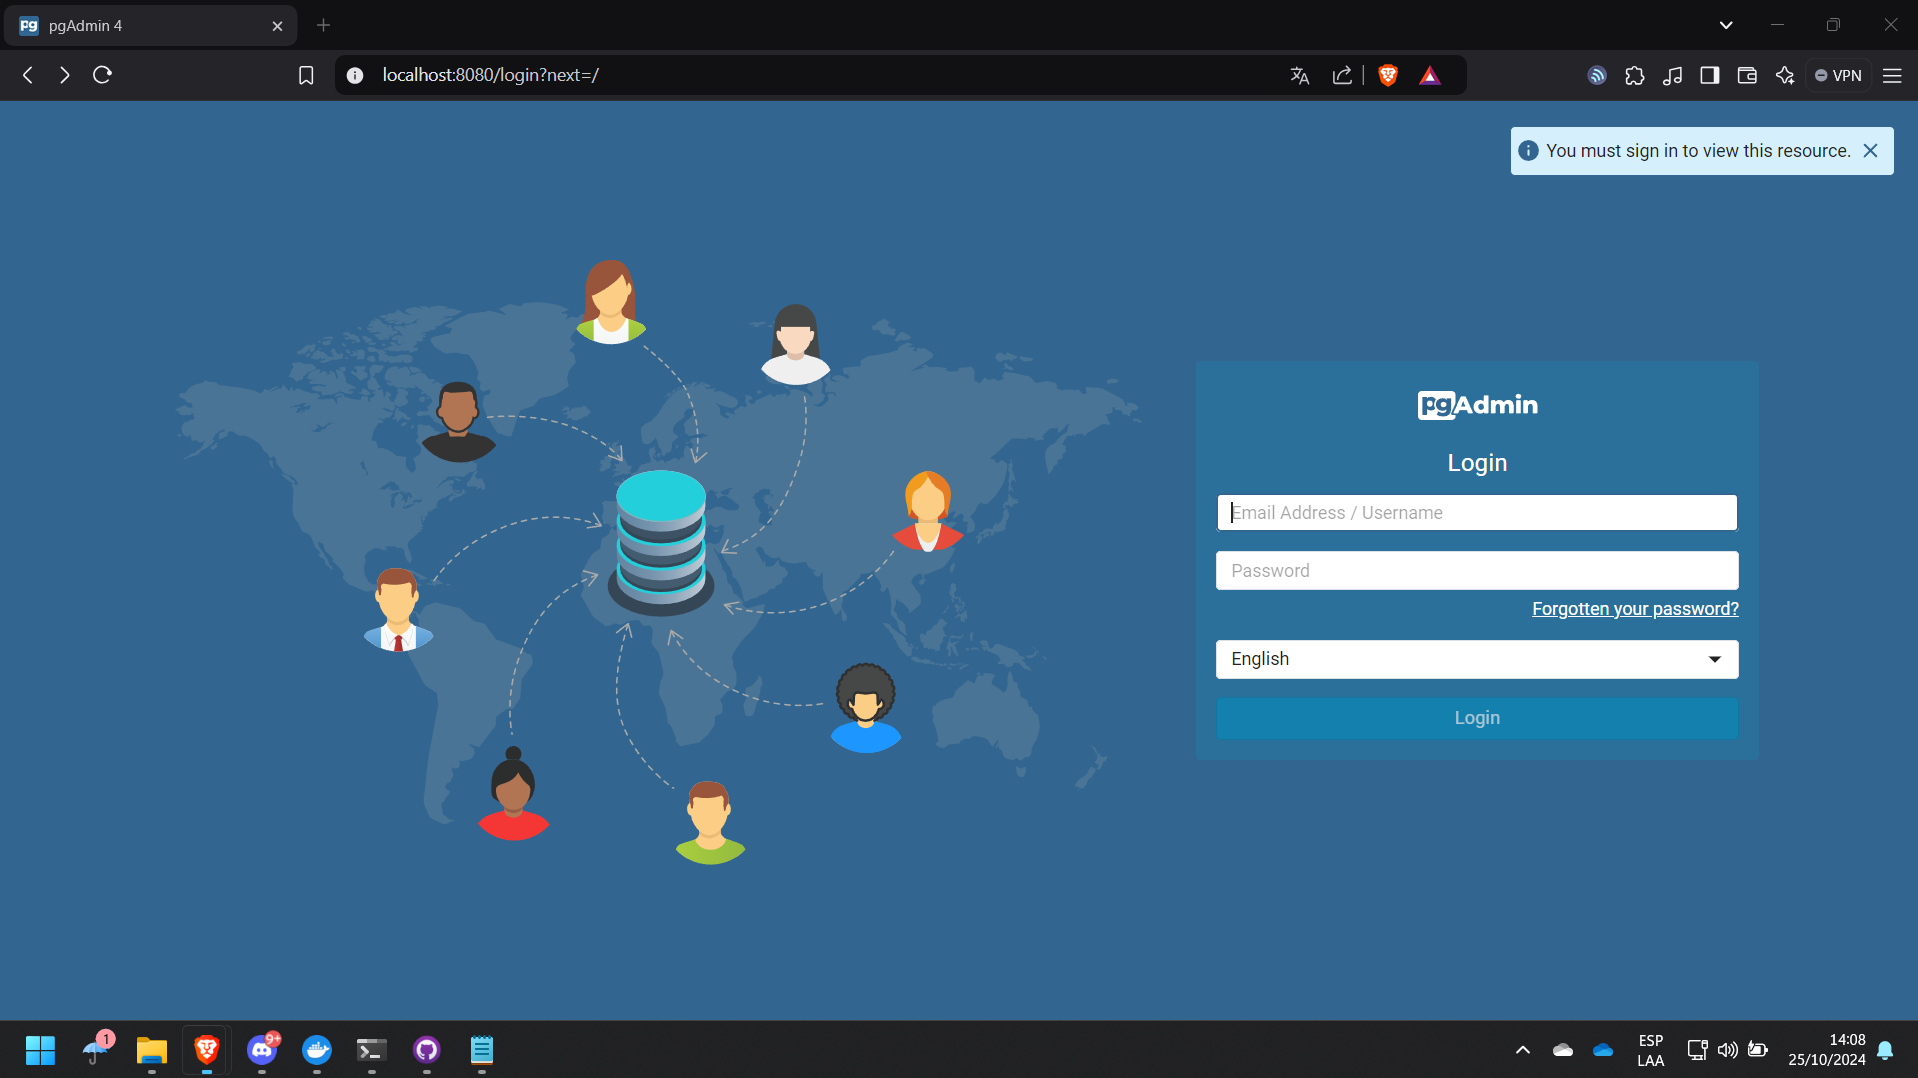 pg pgAdmin 4
localhost:8080/login?next=/
VPN
You must sign in to view this resource.
pgAdmin
Login
Email Address / Username
Password
Forgotten your password?
English
Login
1
9+
ESP
LAA
14:08
25/10/2024